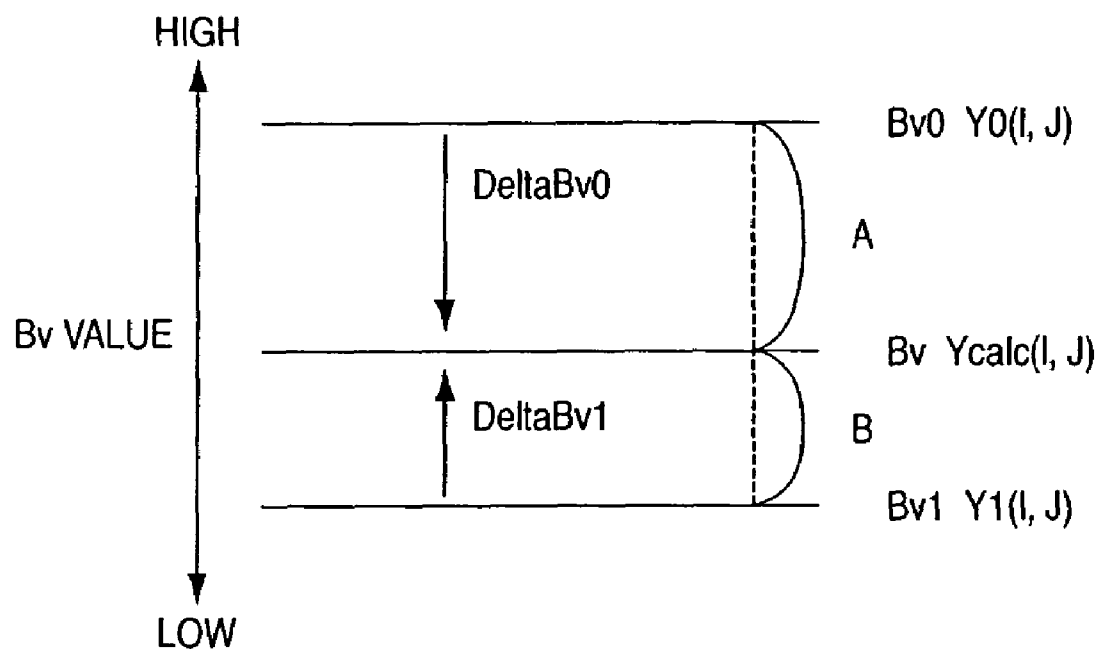 HIGH
Bv0 Y0(I, J)
DeltaBv0
A
Bv VALUE
Bv Ycalc(I, J)
DeltaBv1
B
Bv1 Y1(I, J)
LOW